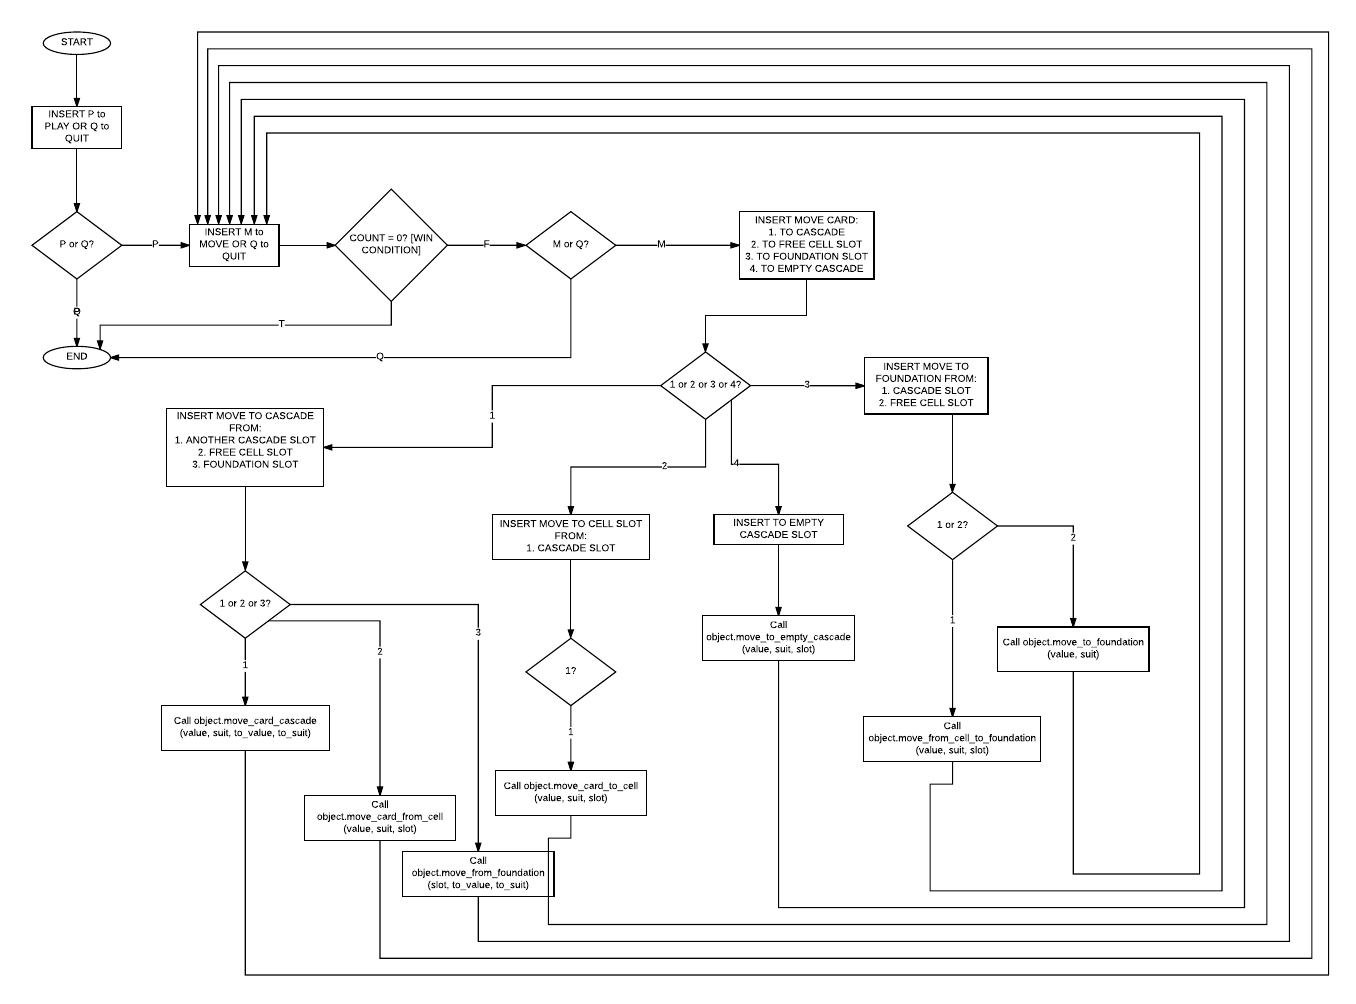 START
INSERT P to
PLAY OR Q to
QUIT
P or Q?
P
INSERT M to
MOVE OR Q to
QUIT
COUNT = 0? [WIN
CONDITION]
F
M or Q?
M
INSERT MOVE CARD:
1. TO CASCADE
2. TO FREE CELL SLOT
3. TO FOUNDATION SLOT
4. TO EMPTY CASCADE
T
Q
END
1 or 2 or 3 or 4?
3
INSERT MOVE TO
FOUNDATION FROM:
1. CASCADE SLOT
2. FREE CELL SLOT
1
INSERT MOVE TO CASCADE
FROM:
1. ANOTHER CASCADE SLOT
2. FREE CELL SLOT
3. FOUNDATION SLOT
2
4
INSERT MOVE TO CELL SLOT
FROM:
1. CASCADE SLOT
INSERT TO EMPTY
CASCADE SLOT
1 or 2?
2
1 or 2 or 3?
3
2
1
1?
1
Call
object.move_to_empty_cascade
(value, suit, slot)
1
Call object.move_to_foundation
(value, suit)
Call object.move_card_cascade
(value, suit, to_value, to_suit)
Call
object.move_from_cell_to_foundation
(value, suit, slot)
Call object.move_card_to_cell
(value, suit, slot)
Call
object.move_card_from_cell
(value, suit, slot)
Call
object.move_from_foundation
(slot, to_value, to_suit)